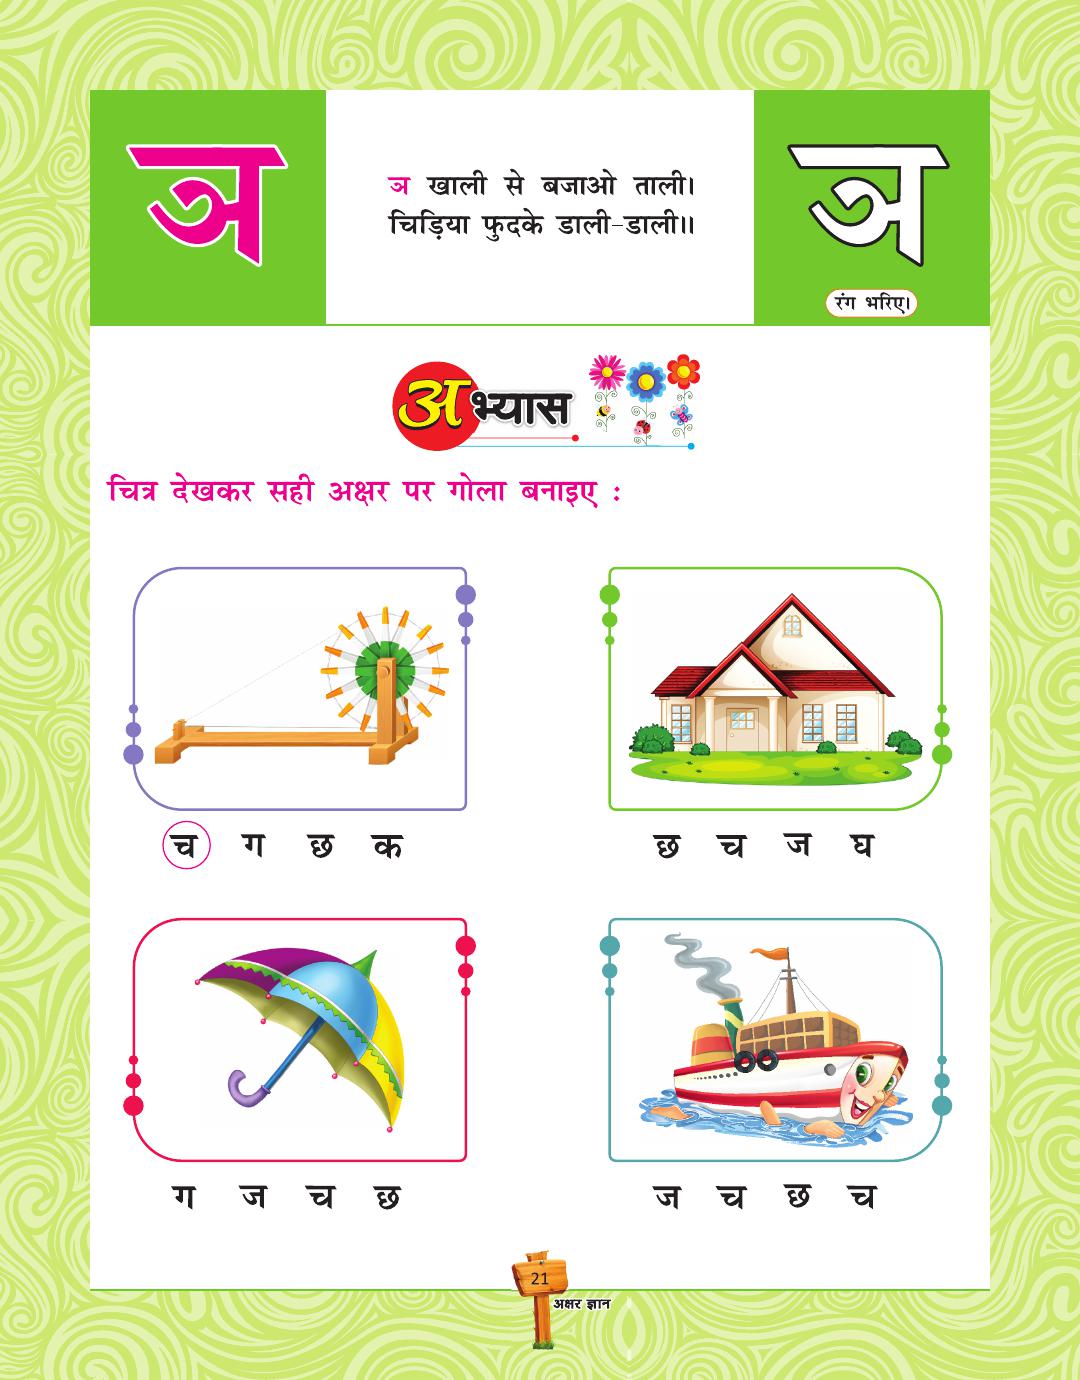 ञ
ञ खाली से बजाओ ताली।
चिड़िया फुदके डाली-डाली॥
ञ
रंग भरिए।
अभ्यास
चित्र देखकर सही अक्षर पर गोला बनाइए :
च ग छ क
छ च ज घ
ग ज च छ
ज च छ च
21
अक्षर ज्ञान